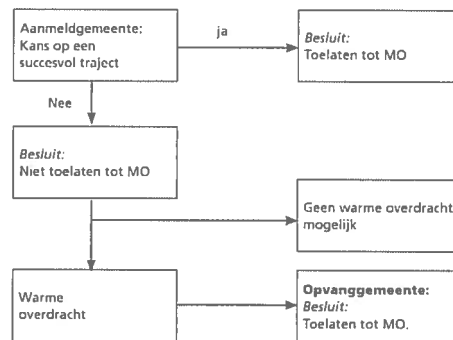 Aanmeldgemeente:
Kans op een
succesvol traject
ja
Besluit:
Toelaten tot MO
Nee
Besluit:
Niet toelaten tot MO
Geen warme overdracht
mogelijk
Warme
overdracht
Opvanggemeente:
Besluit:
Toelaten tot MO.